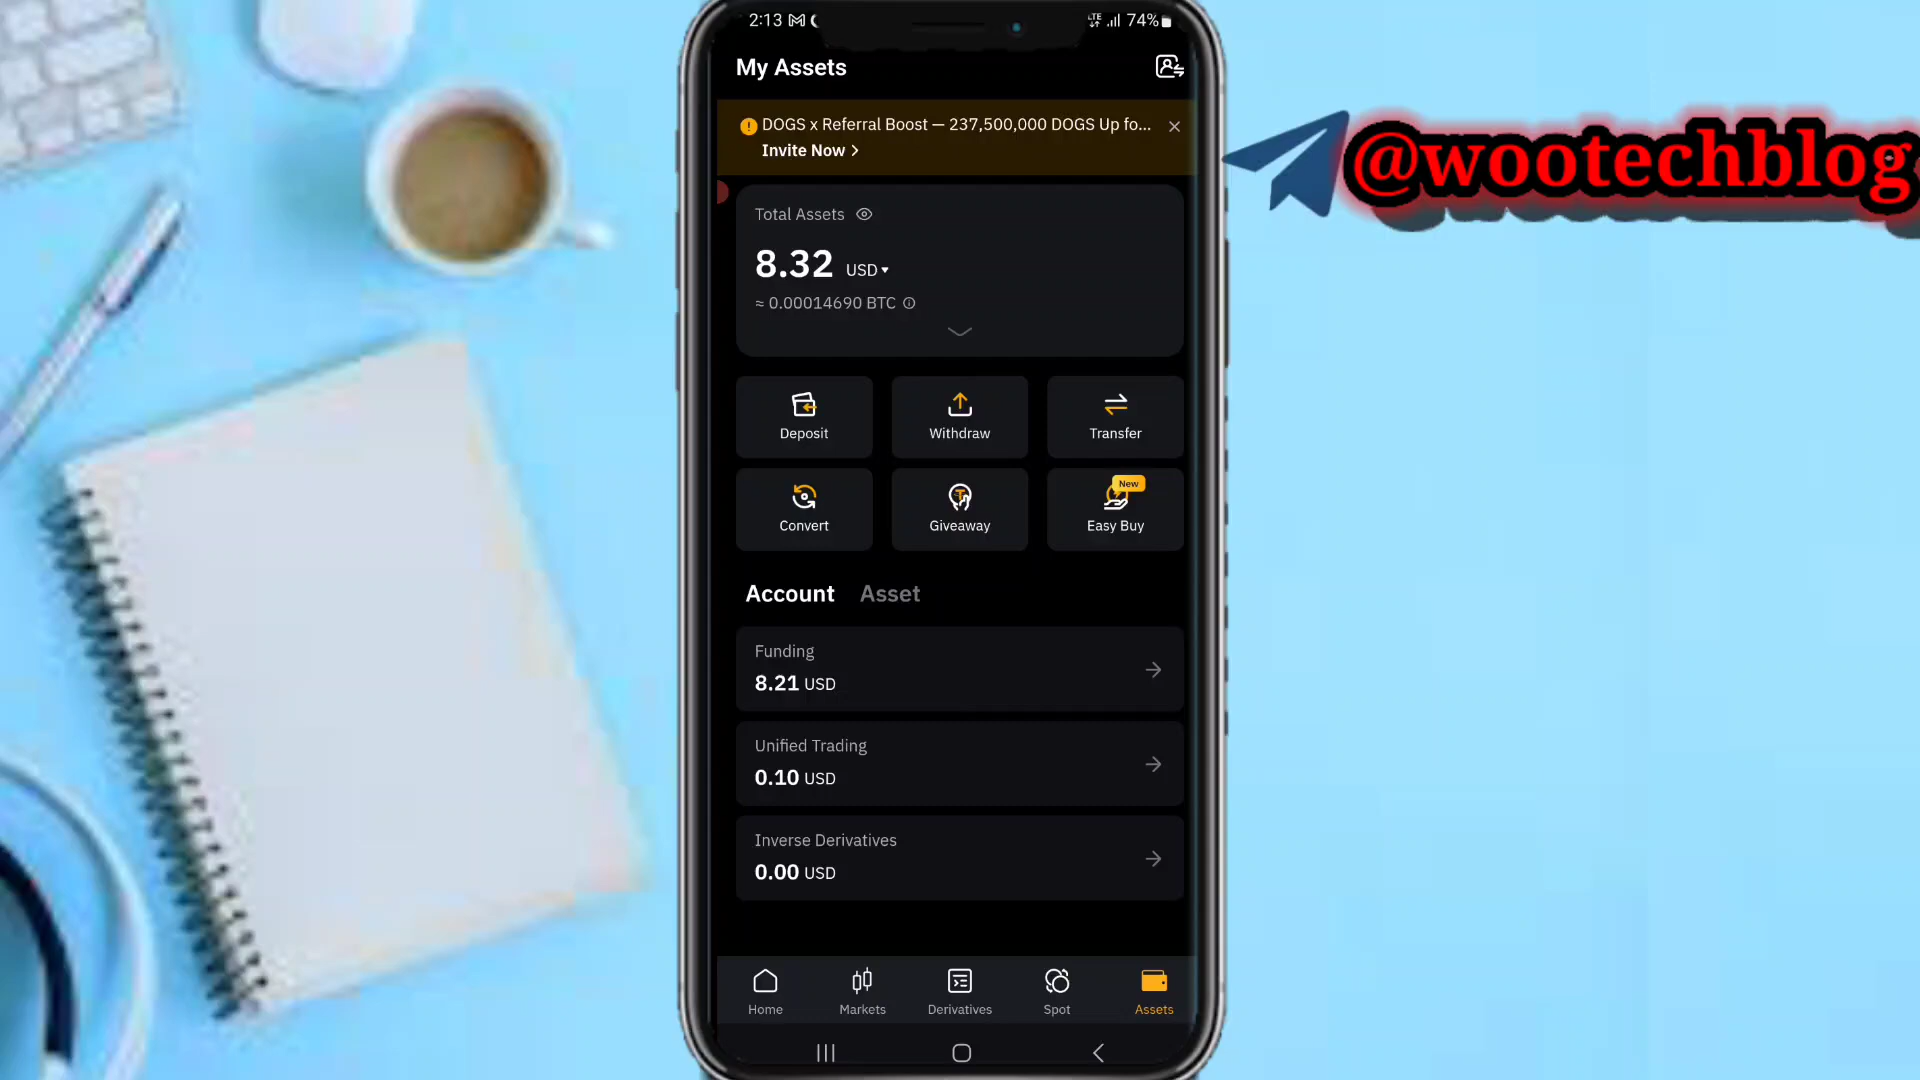 2:13
LTE
74%
My Assets
DOGS x Referral Boost — 237,500,000 DOGS Up fo...
Invite Now >
@wootechblog
Total Assets
8.32 USD
≈ 0.00014690 BTC
Deposit
Withdraw
Transfer
New
Convert
Giveaway
Easy Buy
Account
Asset
Funding
8.21 USD
Unified Trading
0.10 USD
Inverse Derivatives
0.00 USD
Home
Markets
Derivatives
Spot
Assets